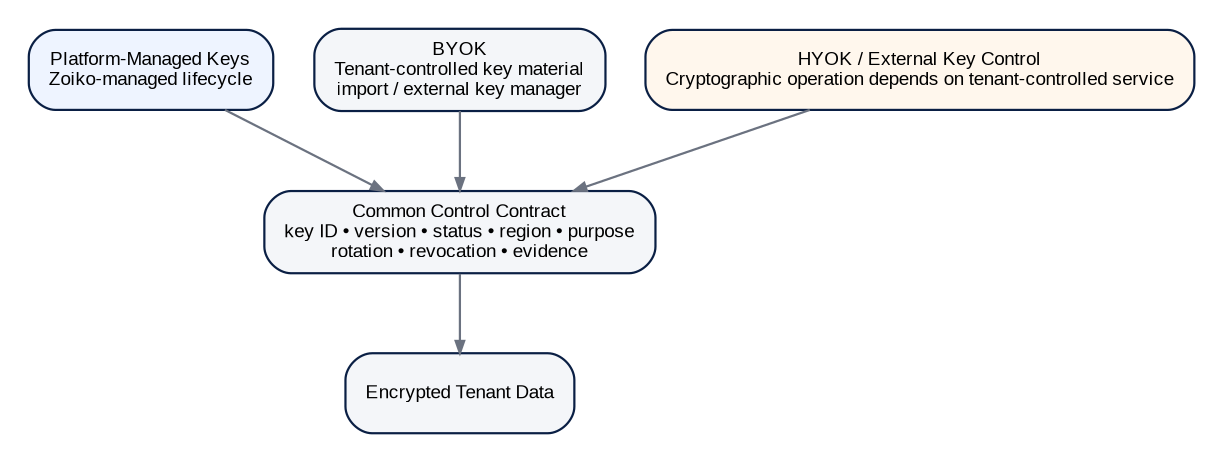 Platform-Managed Keys
Zoiko-managed lifecycle
BYOK
Tenant-controlled key material
import / external key manager
HYOK / External Key Control
Cryptographic operation depends on tenant-controlled service
Common Control Contract
key ID • version • status • region • purpose
rotation • revocation • evidence
Encrypted Tenant Data